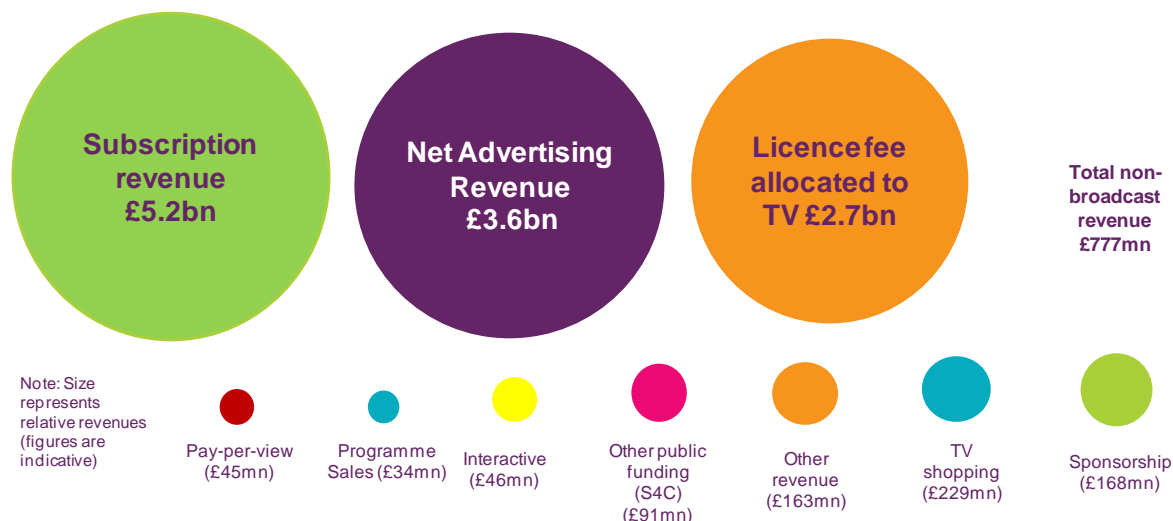 Subscription
revenue
£5.2bn
Net Advertising
Revenue
£3.6bn
Licence fee
allocated to
TV £2.7bn
Total non-
broadcast
revenue
£777mn
Note: Size
represents
relative revenues
(figures are
indicative)
Pay-per-view
(£45mn)
Programme
Sales (£34mn)
Interactive
(£46mn)
Other public
funding
(S4C)
(£91mn)
Other
revenue
(£163mn)
TV
shopping
(£229mn)
Sponsorship
(£168mn)